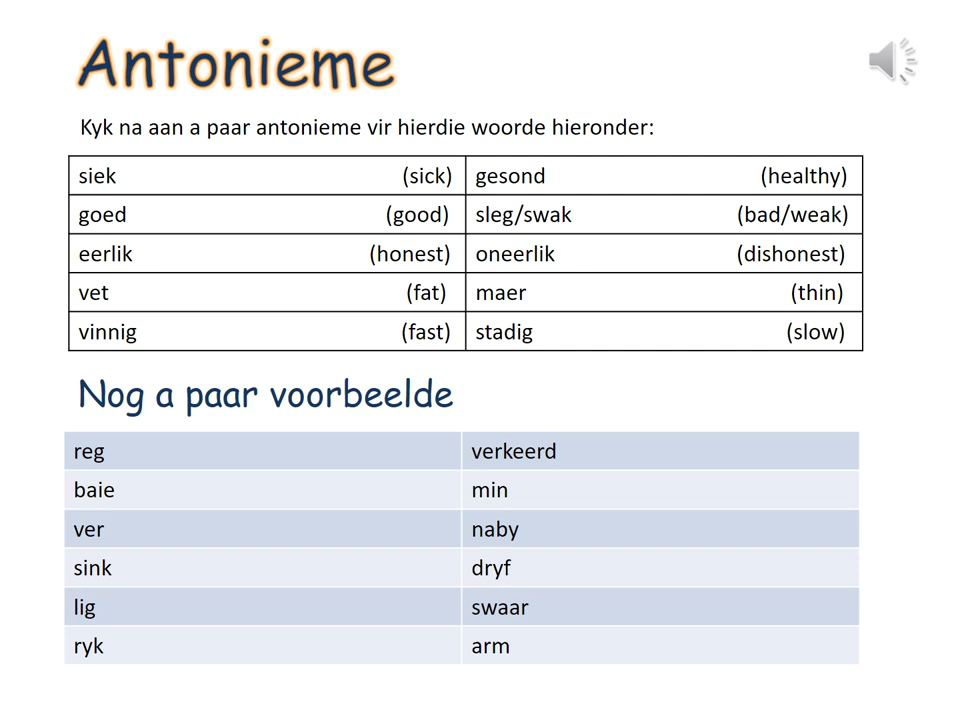 Antonieme
Kyk na aan a paar antonieme vir hierdie woorde hieronder:
siek (sick) gesond (healthy)
goed (good) sleg/swak (bad/weak)
eerlik (honest) oneerlik (dishonest)
vet (fat) maer (thin)
vinnig (fast) stadig (slow)
Nog a paar voorbeelde
reg verkeerd
baie min
ver naby
sink dryf
lig swaar
ryk arm